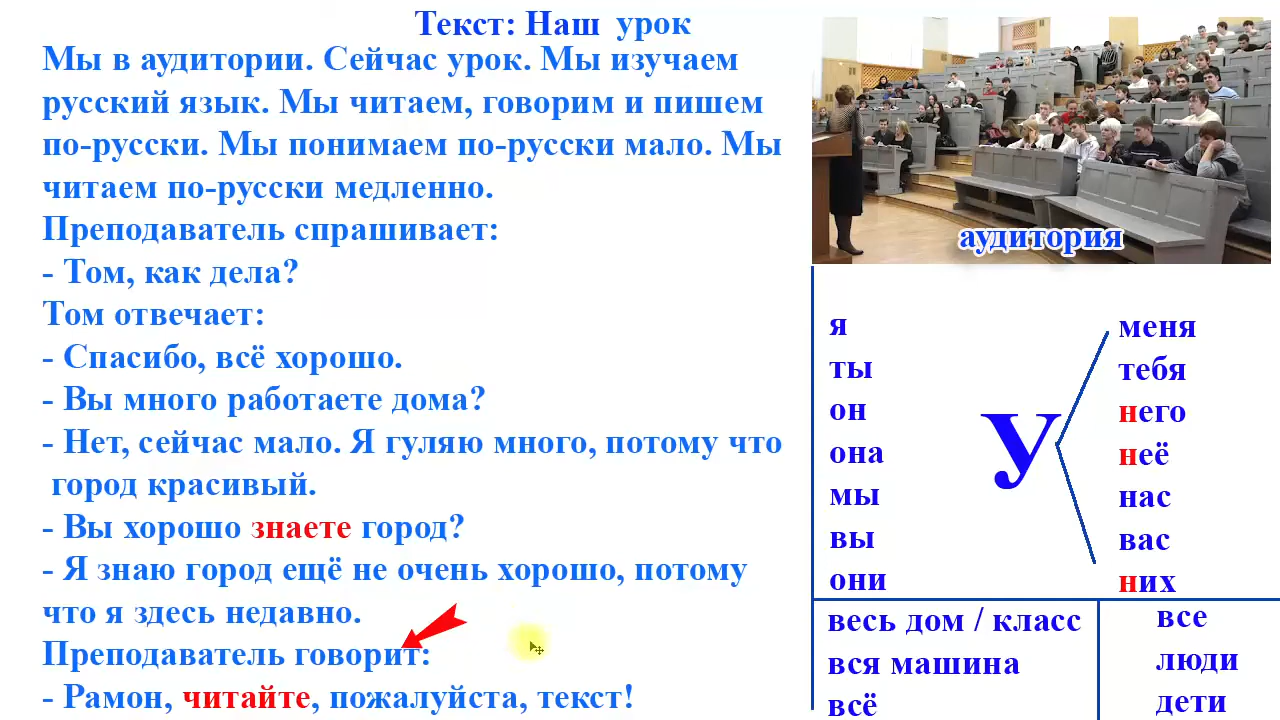 Текст: Наш урок
Мы в аудитории. Сейчас урок. Мы изучаем
русский язык. Мы читаем, говорим и пишем
по-русски. Мы понимаем по-русски мало. Мы
читаем по-русски медленно.
Преподаватель спрашивает:
- Том, как дела?
Том отвечает:
- Спасибо, всё хорошо.
- Вы много работаете дома?
- Нет, сейчас мало. Я гуляю много, потому что
город красивый.
- Вы хорошо знаете город?
- Я знаю город ещё не очень хорошо, потому
что я здесь недавно.
Преподаватель говорит:
- Рамон, читайте, пожалуйста, текст!
аудитория
я
ты
он
она
мы
вы
они
У
меня
тебя
него
неё
нас
вас
них
весь дом / класс
вся машина
всё
все
люди
дети